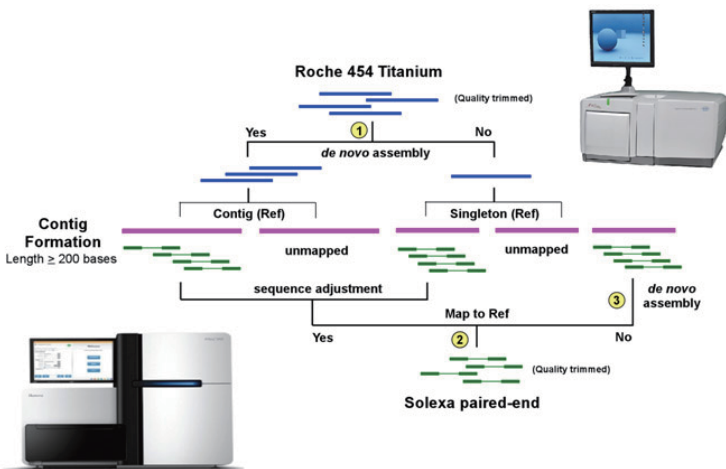 Roche 454 Titanium
(Quality trimmed)
1
Yes
No
de novo assembly
Contig (Ref)
Singleton (Ref)
Contig
Formation
Length ≥ 200 bases
unmapped
unmapped
sequence adjustment
3
de novo
assembly
Map to Ref
Yes
2
No
(Quality trimmed)
Solexa paired-end